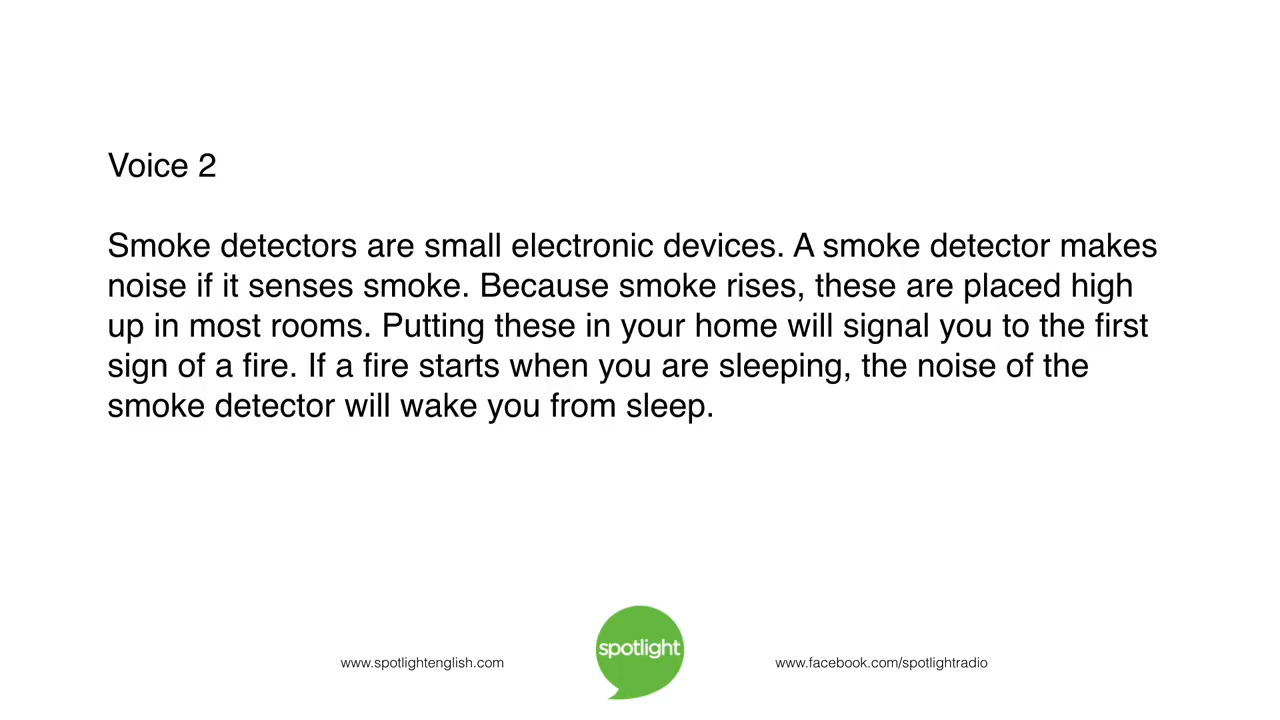 Voice 2
Smoke detectors are small electronic devices. A smoke detector makes
noise if it senses smoke. Because smoke rises, these are placed high
up in most rooms. Putting these in your home will signal you to the first
sign of a fire. If a fire starts when you are sleeping, the noise of the
smoke detector will wake you from sleep.
spotlight
www.spotlightenglish.com
www.facebook.com/spotlightradio